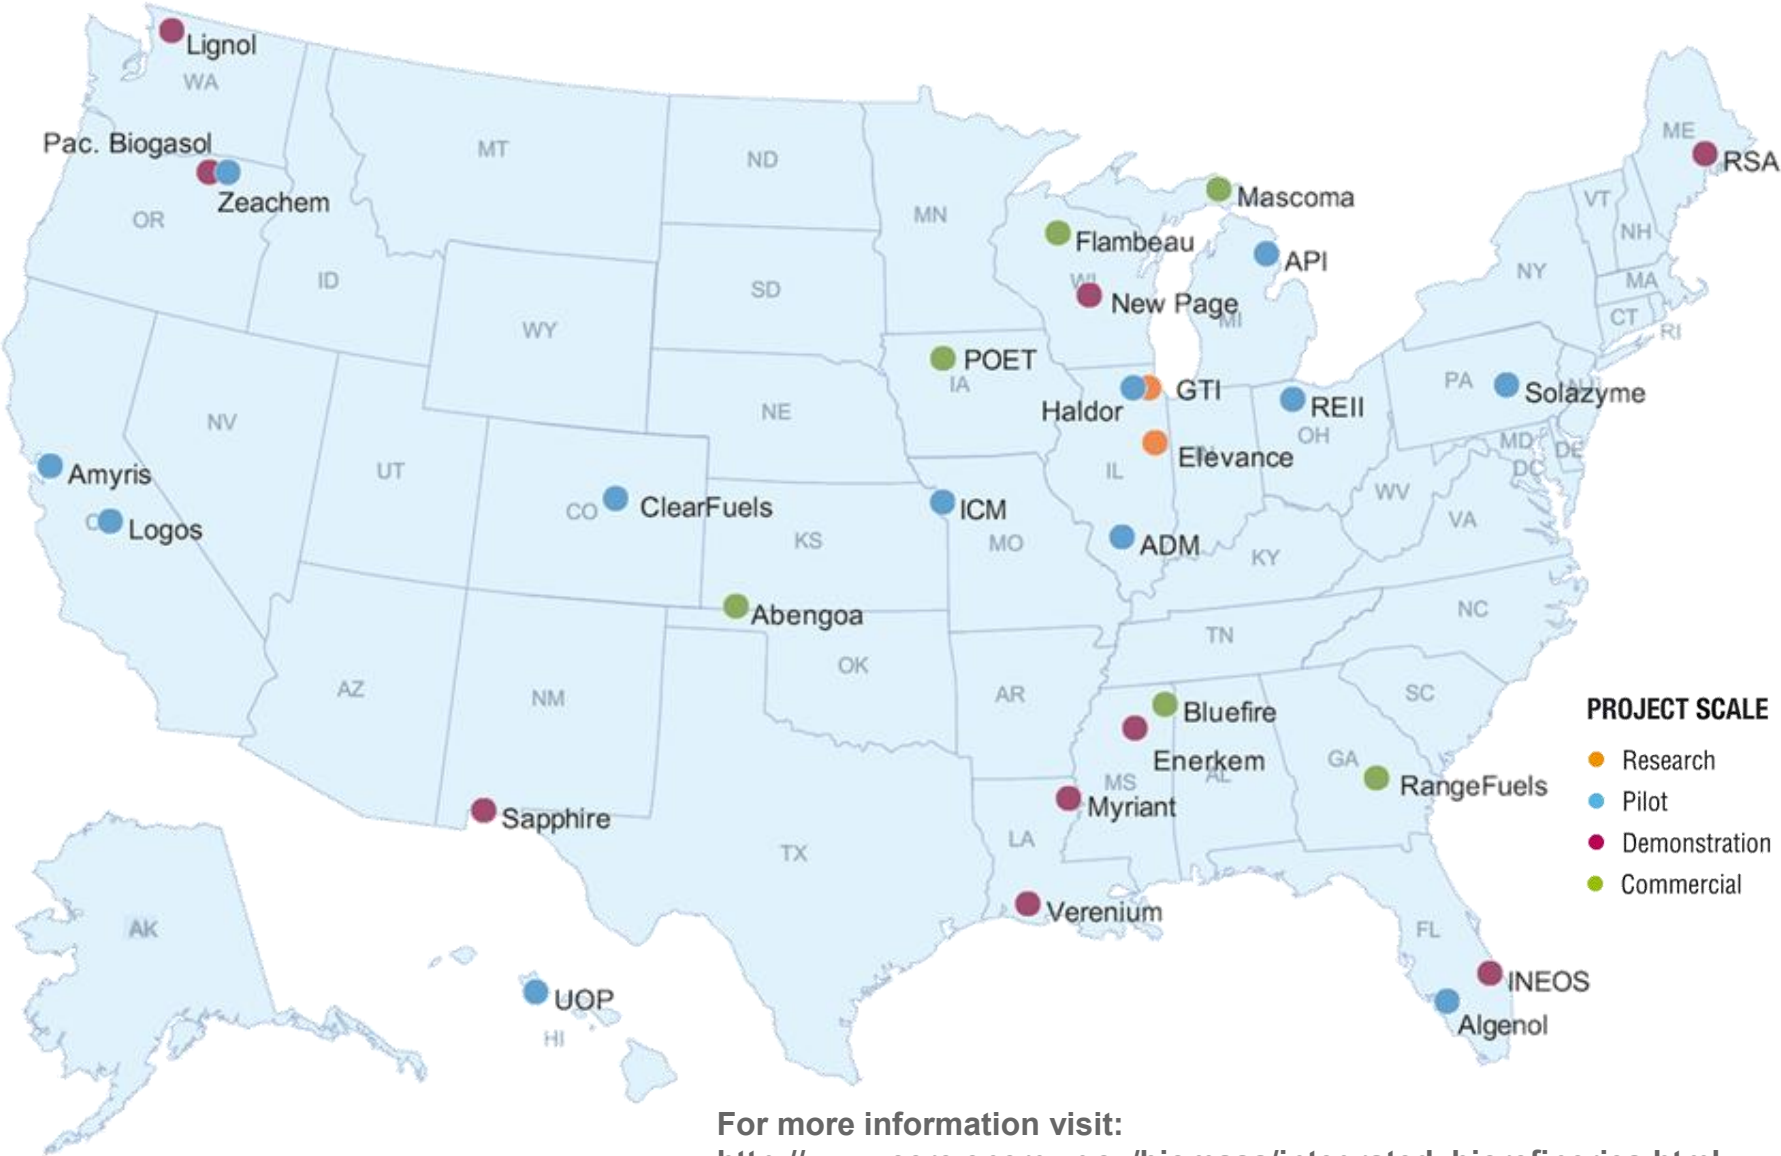 Lignol
WA
Pac. Biogasol
Zeachem
OR
MT
ND
MN
ID
SD
WY
Mascoma
Flambeau
API
WI
New Page
MI
ME
RSA
VT
NH
NY
MA
CT
RI
POET
IA
NE
NV
UT
GTI
Haldor
REII
OH
Elevance
IL
PA
Solazyme
MD
DE
DC
WV
VA
Amyris
Logos
CO
ClearFuels
KS
ICM
MO
ADM
KY
Abengoa
OK
AR
TN
NC
SC
AZ
NM
Bluefire
Enerkem
MS
AL
GA
RangeFuels
Myriant
LA
Sapphire
TX
Verenium
FL
INEOS
Algenol
AK
UOP
HI
PROJECT SCALE
Research
Pilot
Demonstration
Commercial
For more information visit: